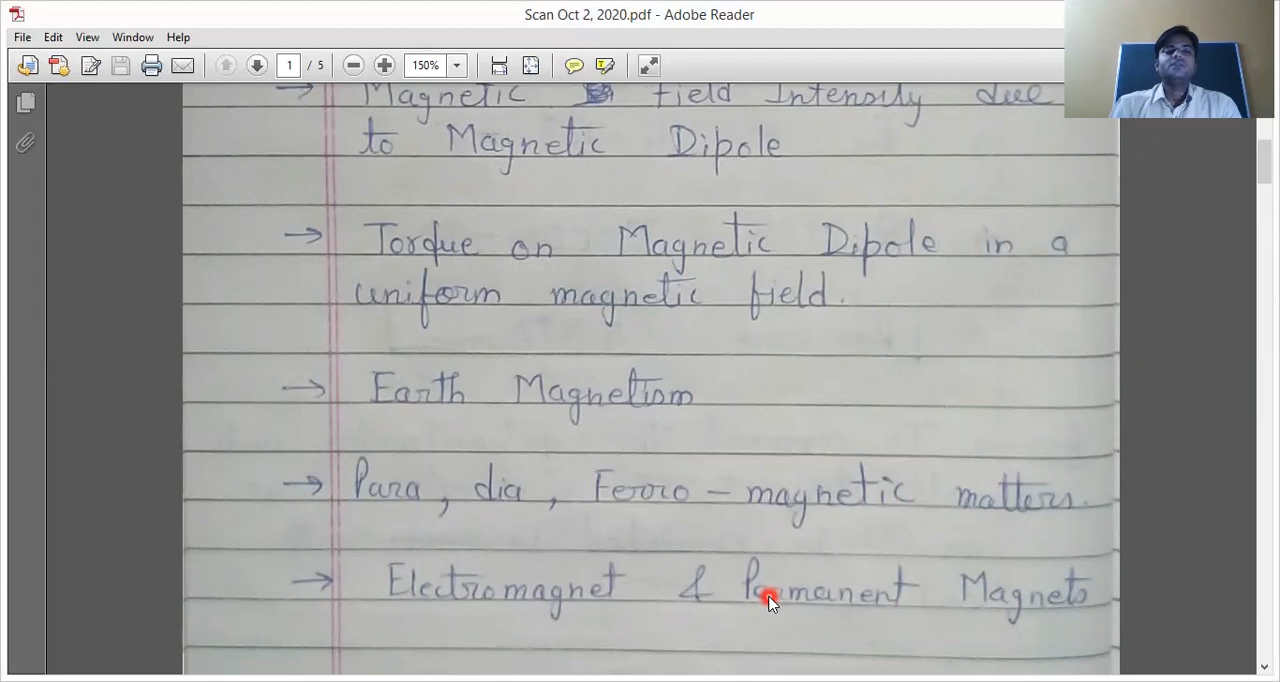 Scan Oct 2, 2020.pdf - Adobe Reader
File Edit View Window Help
1 / 5 150%
→ Magnetic Field Intensity due
to Magnetic Dipole
→ Torque on Magnetic Dipole in a
uniform magnetic field.
→ Earth Magnetism
→ Para, dia, Ferro - magnetic matters.
→ Electromagnet & Permanent Magnets